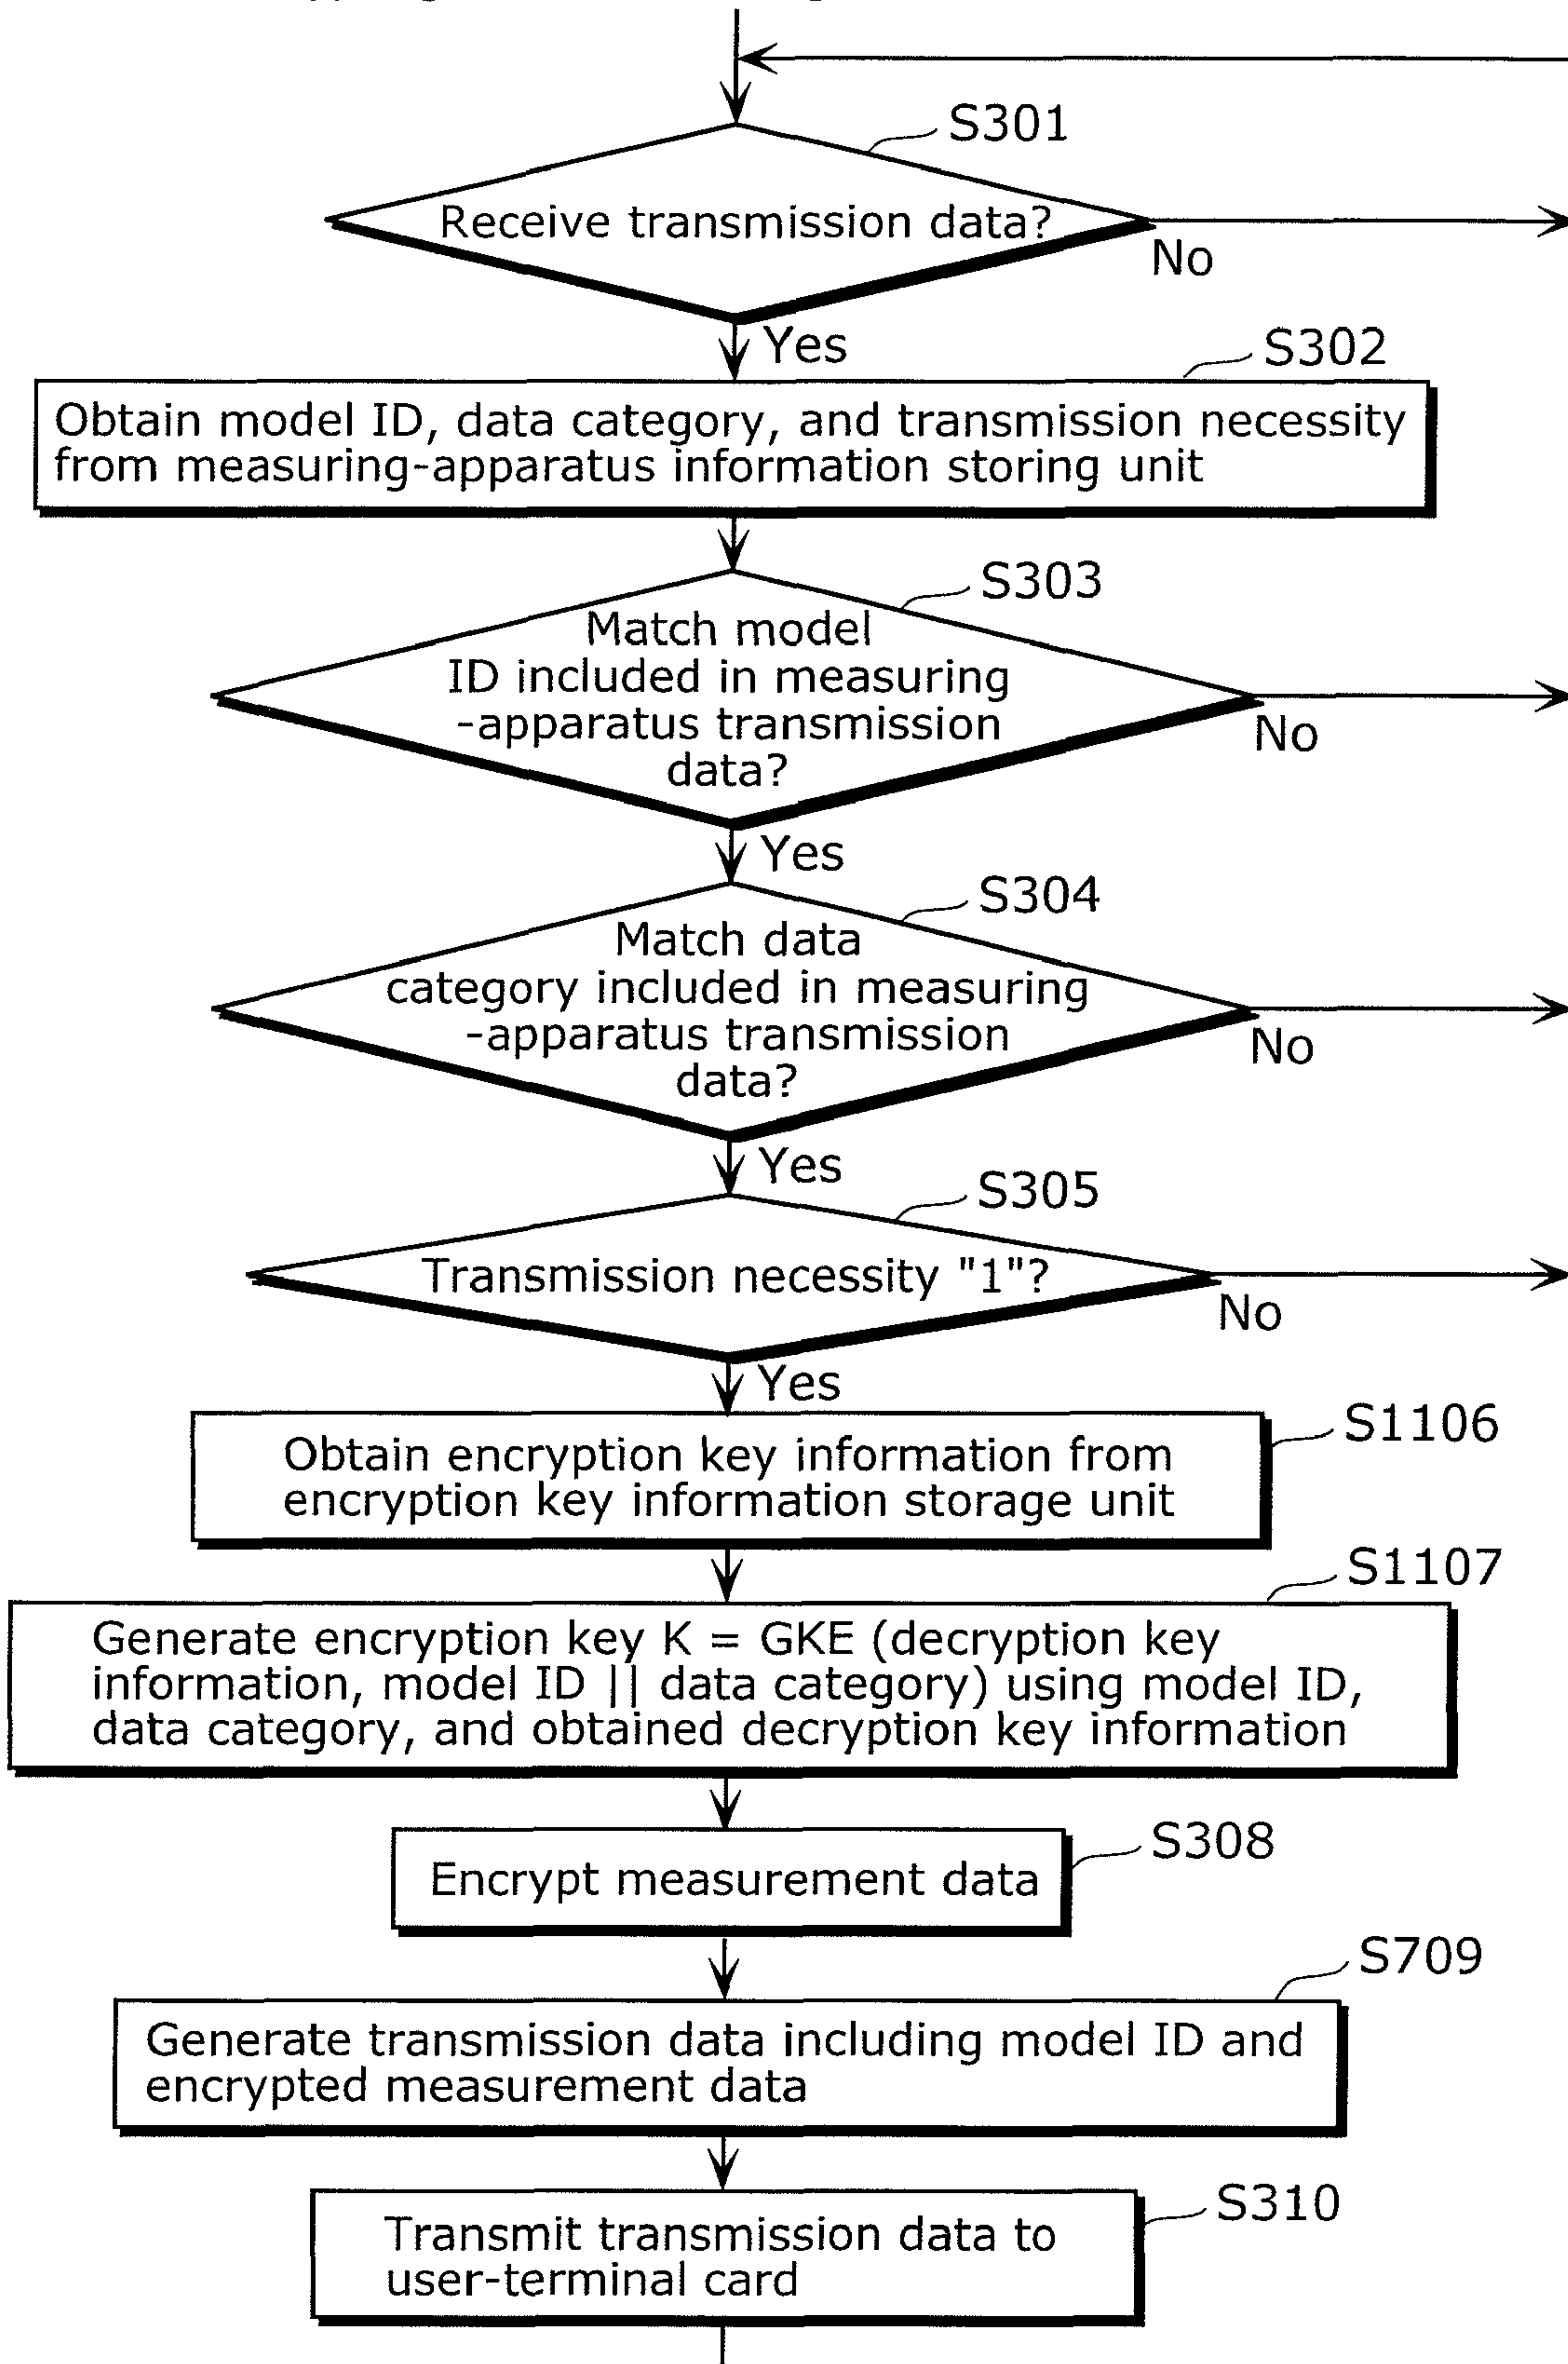 S301
Receive transmission data?
No
Yes
S302
Obtain model ID, data category, and transmission necessity
from measuring-apparatus information storing unit
S303
Match model
ID included in measuring
-apparatus transmission
data?
No
Yes
S304
Match data
category included in measuring
-apparatus transmission
data?
No
Yes
S305
Transmission necessity "1"?
No
Yes
S1106
Obtain encryption key information from
encryption key information storage unit
S1107
Generate encryption key K = GKE (decryption key
information, model ID || data category) using model ID,
data category, and obtained decryption key information
S308
Encrypt measurement data
S709
Generate transmission data including model ID and
encrypted measurement data
S310
Transmit transmission data to
user-terminal card